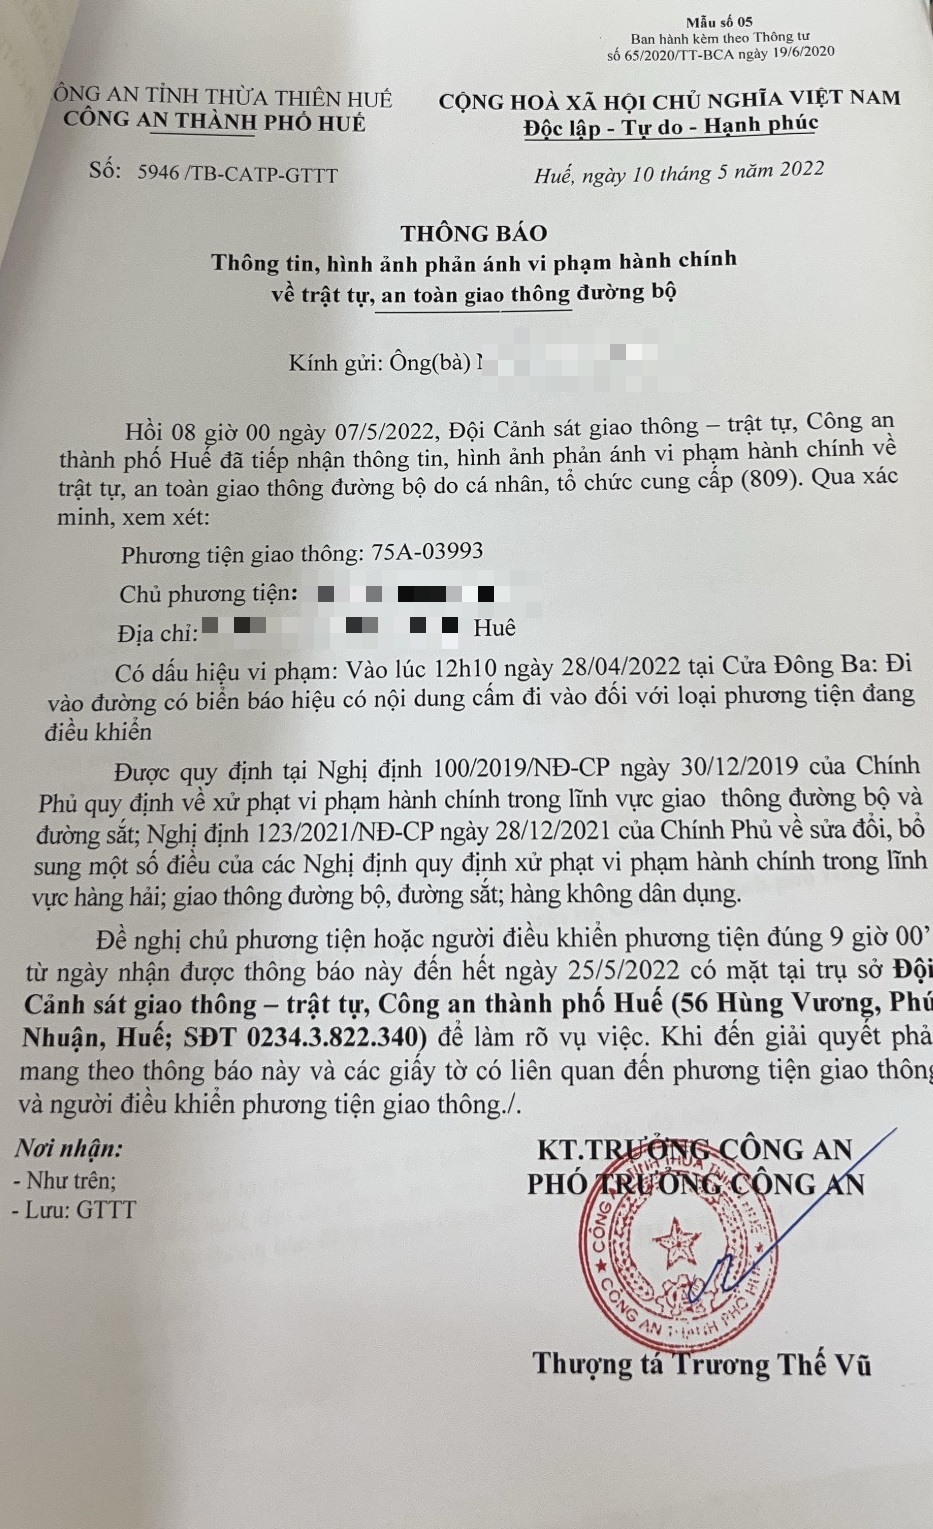 Mẫu số 05
Ban hành kèm theo Thông tư
số 65/2020/TT-BCA ngày 19/6/2020
ÔNG AN TỈNH THỪA THIÊN HUẾ
CÔNG AN THÀNH PHỐ HUẾ
CỘNG HOÀ XÃ HỘI CHỦ NGHĨA VIỆT NAM
Độc lập - Tự do - Hạnh phúc
Số: 5946 /TB-CATP-GTTT
Huế, ngày 10 tháng 5 năm 2022
THÔNG BÁO
Thông tin, hình ảnh phản ánh vi phạm hành chính
về trật tự, an toàn giao thông đường bộ
Kính gửi: Ông(bà)
Hồi 08 giờ 00 ngày 07/5/2022, Đội Cảnh sát giao thông – trật tự, Công an
thành phố Huế đã tiếp nhận thông tin, hình ảnh phản ánh vi phạm hành chính về
trật tự, an toàn giao thông đường bộ do cá nhân, tổ chức cung cấp (809). Qua xác
minh, xem xét:
Phương tiện giao thông: 75A-03993
Chủ phương tiện:
Địa chỉ: Huê
Có dấu hiệu vi phạm: Vào lúc 12h10 ngày 28/04/2022 tại Cửa Đông Ba: Đi
vào đường có biển báo hiệu có nội dung cấm đi vào đối với loại phương tiện đang
điều khiển
Được quy định tại Nghị định 100/2019/NĐ-CP ngày 30/12/2019 của Chính
Phủ quy định về xử phạt vi phạm hành chính trong lĩnh vực giao thông đường bộ và
đường sắt; Nghị định 123/2021/NĐ-CP ngày 28/12/2021 của Chính Phủ về sửa đổi, bổ
sung một số điều của các Nghị định quy định xử phạt vi phạm hành chính trong lĩnh
vực hàng hải; giao thông đường bộ, đường sắt; hàng không dân dụng.
Đề nghị chủ phương tiện hoặc người điều khiển phương tiện đúng 9 giờ 00’
từ ngày nhận được thông báo này đến hết ngày 25/5/2022 có mặt tại trụ sở Đội
Cảnh sát giao thông – trật tự, Công an thành phố Huế (56 Hùng Vương, Phú
Nhuận, Huế; SĐT 0234.3.822.340) để làm rõ vụ việc. Khi đến giải quyết phả
mang theo thông báo này và các giấy tờ có liên quan đến phương tiện giao thông
và người điều khiển phương tiện giao thông./.
Nơi nhận:
- Như trên;
- Lưu: GTTT
KT.TRƯỞNG CÔNG AN
PHÓ TRƯỞNG CÔNG AN
CÔNG AN TỈNH THỪA THIÊN HUẾ
CÔNG AN THÀNH PHỐ HUẾ
Thượng tá Trương Thế Vũ